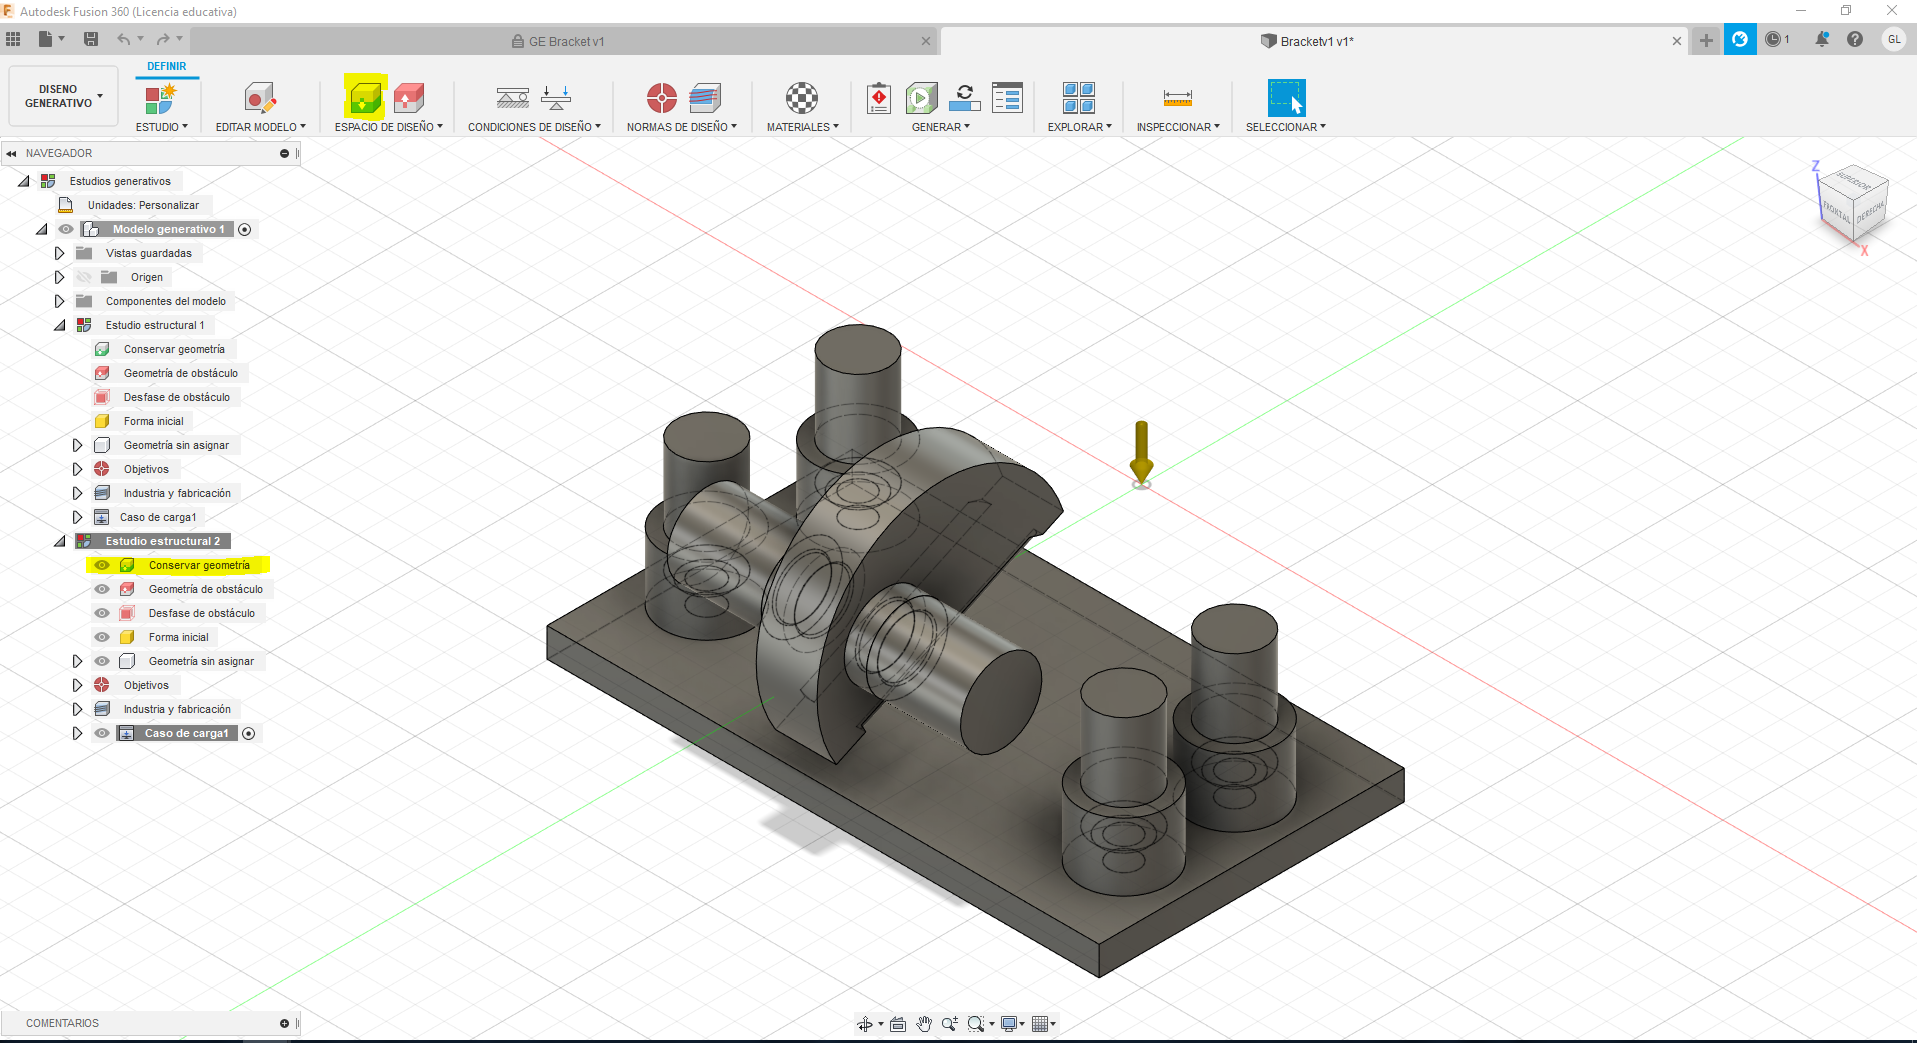 Autodesk Fusion 360 (Licencia educativa)
GE Bracket v1
Bracketv1 v1*
1
GL
DEFINIR
DISEÑO
GENERATIVO
ESTUDIO
EDITAR MODELO
ESPACIO DE DISEÑO
CONDICIONES DE DISEÑO
NORMAS DE DISEÑO
MATERIALES
GENERAR
EXPLORAR
INSPECCIONAR
SELECCIONAR
NAVEGADOR
Estudios generativos
Unidades: Personalizar
Modelo generativo 1
Vistas guardadas
Origen
Componentes del modelo
Estudio estructural 1
Conservar geometría
Geometría de obstáculo
Desfase de obstáculo
Forma inicial
Geometría sin asignar
Objetivos
Industria y fabricación
Caso de carga1
Estudio estructural 2
Conservar geometría
Geometría de obstáculo
Desfase de obstáculo
Forma inicial
Geometría sin asignar
Objetivos
Industria y fabricación
Caso de carga1
Z
SUPERIOR
FRONTAL
DERECHA
X
COMENTARIOS